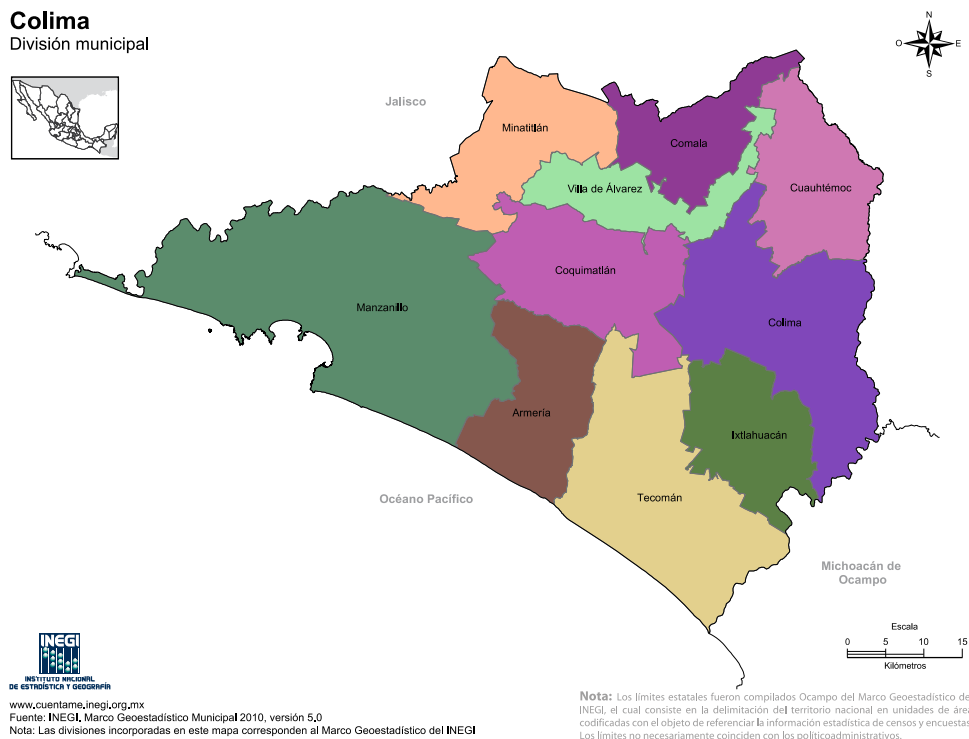 Colima
División municipal
N
O
E
S
Jalisco
Minatitlán
Comala
Villa de Álvarez
Cuauhtémoc
Coquimatlán
Manzanillo
Colima
Armería
Ixtlahuacán
Tecomán
Océano Pacífico
Michoacán de
Ocampo
Escala
0 5 10 15
Kilómetros
INEGI
INSTITUTO NACIONAL
DE ESTADÍSTICA Y GEOGRAFÍA
www.cuentame.inegi.org.mx
Fuente: INEGI, Marco Geoestadístico Municipal 2010, versión 5.0
Nota: Las divisiones incorporadas en este mapa corresponden al Marco Geoestadístico del INEGI
Nota: Los límites estatales fueron compilados Ocampo del Marco Geoestadístico de
INEGI, el cual consiste en la delimitación del territorio nacional en unidades de área
codificadas con el objeto de referenciar la información estadística de censos y encuestas
Los límites no necesariamente coinciden con los políticoadministrativos.